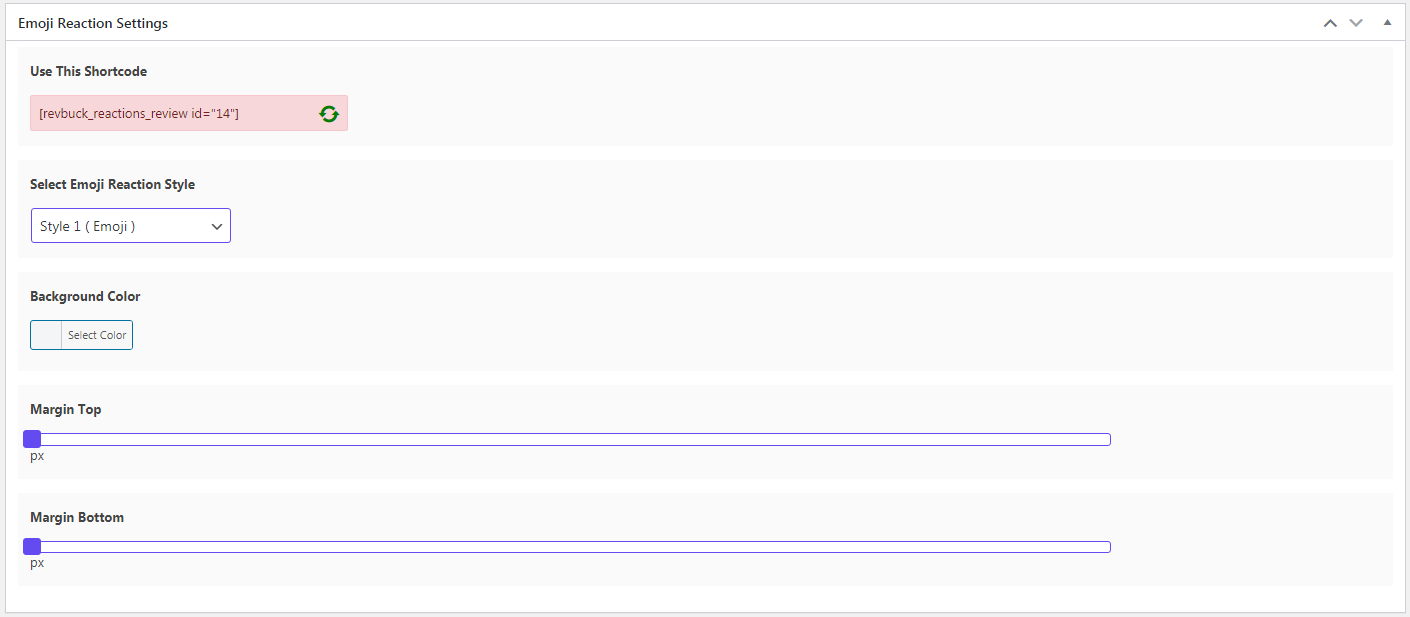 Emoji Reaction Settings
Use This Shortcode
[revbuck_reactions_review id="14"]
Select Emoji Reaction Style
Style 1 ( Emoji )
Background Color
Select Color
Margin Top
px
Margin Bottom
px